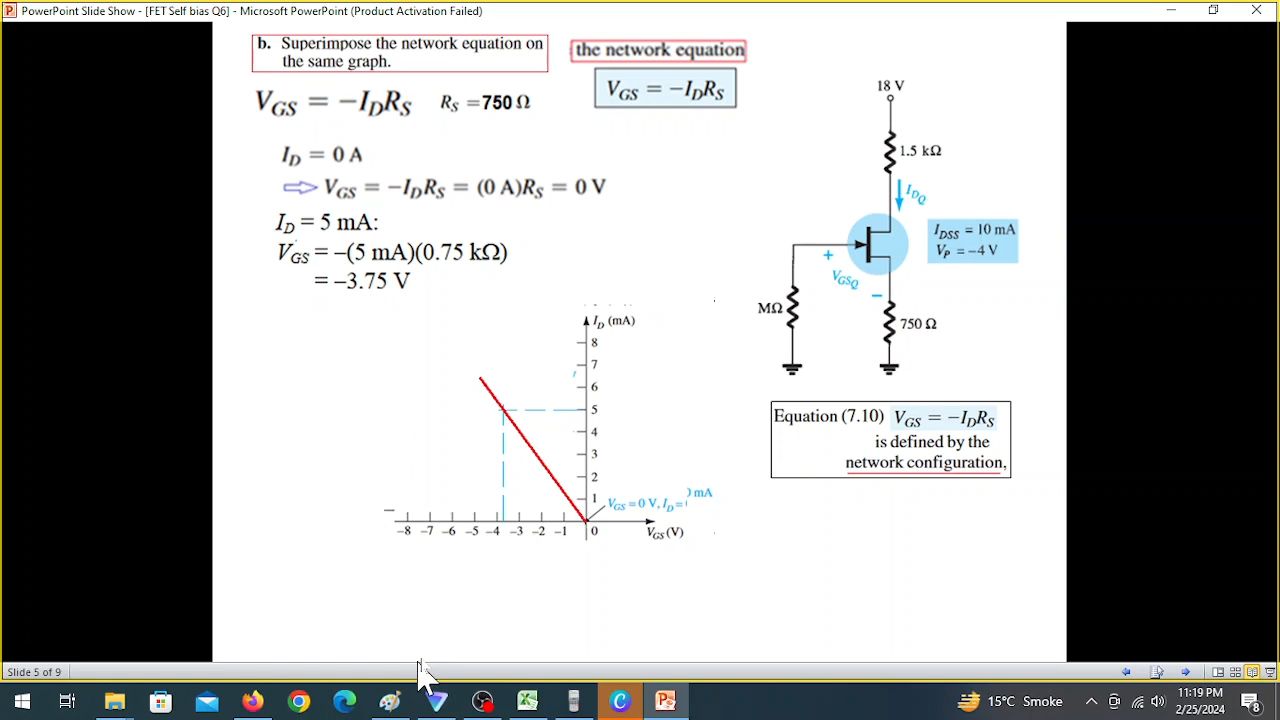 PowerPoint Slide Show - [FET Self bias Q6] - Microsoft PowerPoint (Product Activation Failed)
b. Superimpose the network equation on
the same graph.
the network equation
VGS = −IDRS
VGS = −IDRS RS = 750 Ω
ID = 0 A
⇨ VGS = −IDRS = (0 A)RS = 0 V
ID = 5 mA:
VGS = –(5 mA)(0.75 kΩ)
= –3.75 V
18 V
1.5 kΩ
IDQ
IDSS = 10 mA
VP = −4 V
+
VGSQ
−
MΩ
750 Ω
ID (mA)
8
7
6
5
4
3
2
1
0 mA
VGS = 0 V, ID =
−8 −7 −6 −5 −4 −3 −2 −1 0 VGS (V)
Equation (7.10) VGS = −IDRS
is defined by the
network configuration,
Slide 5 of 9
15°C Smoke
11:19 PM
2/25/2024
8